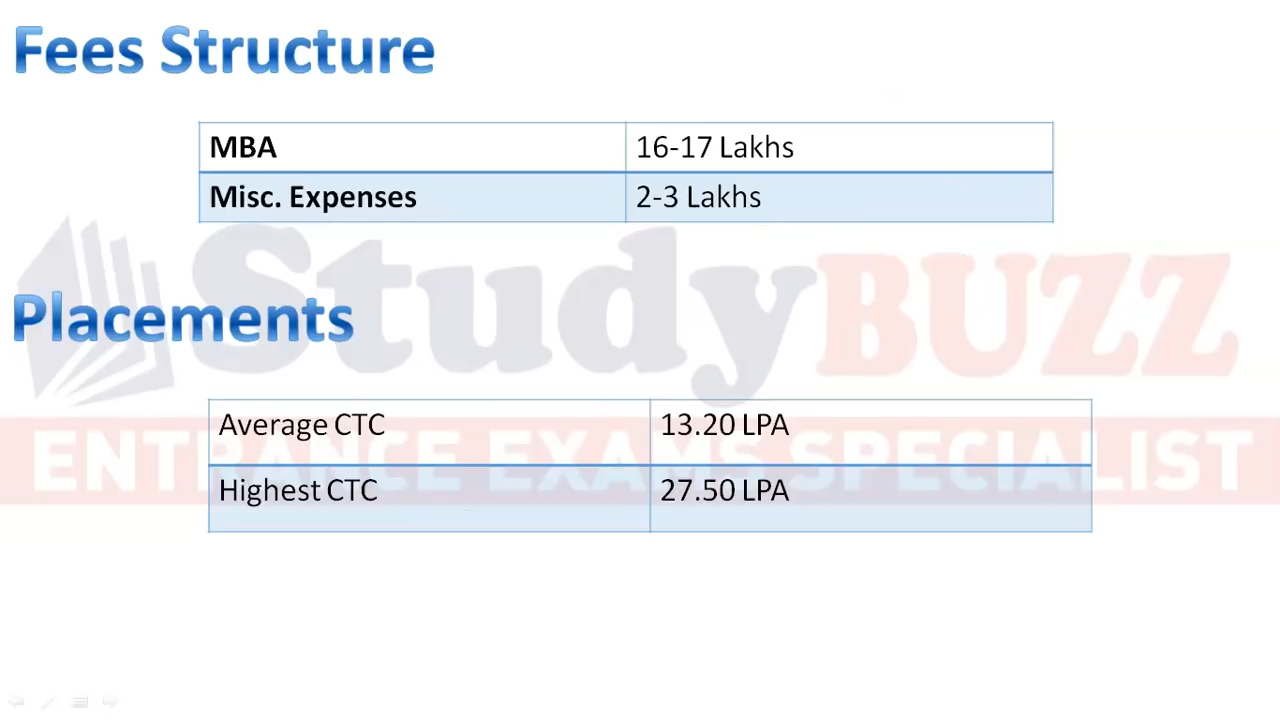 Fees Structure
MBA 16-17 Lakhs
Misc. Expenses 2-3 Lakhs
StudyBUZZ
Placements
Average CTC 13.20 LPA
ENTRANCE EXAMS SPECIALIST
Highest CTC 27.50 LPA